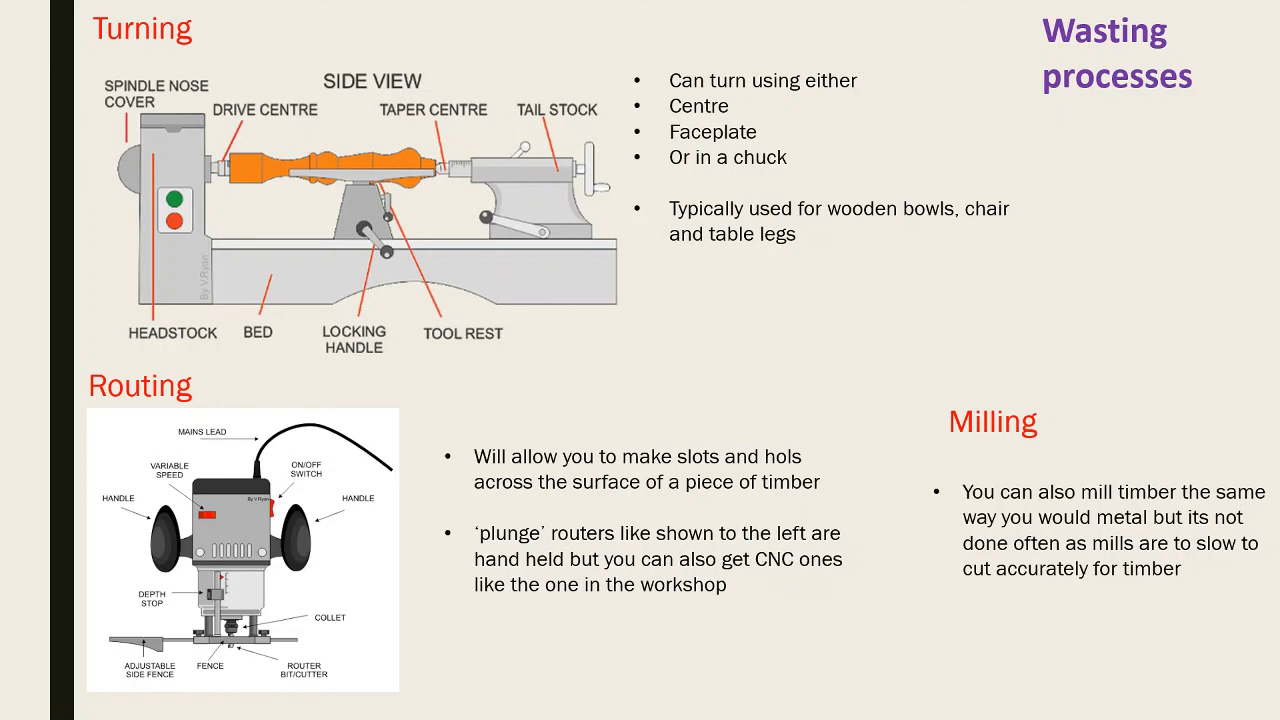 Turning
Wasting
processes
SIDE VIEW
SPINDLE NOSE
COVER
DRIVE CENTRE
TAPER CENTRE
TAIL STOCK
By V.Ryan
HEADSTOCK
BED
LOCKING
HANDLE
TOOL REST
• Can turn using either
• Centre
• Faceplate
• Or in a chuck
• Typically used for wooden bowls, chair
and table legs
Routing
MAINS LEAD
VARIABLE
SPEED
ON/OFF
SWITCH
HANDLE
HANDLE
By V.Ryan
DEPTH
STOP
COLLET
ADJUSTABLE
SIDE FENCE
FENCE
ROUTER
BIT/CUTTER
• Will allow you to make slots and hols
across the surface of a piece of timber
• ‘plunge’ routers like shown to the left are
hand held but you can also get CNC ones
like the one in the workshop
Milling
• You can also mill timber the same
way you would metal but its not
done often as mills are to slow to
cut accurately for timber